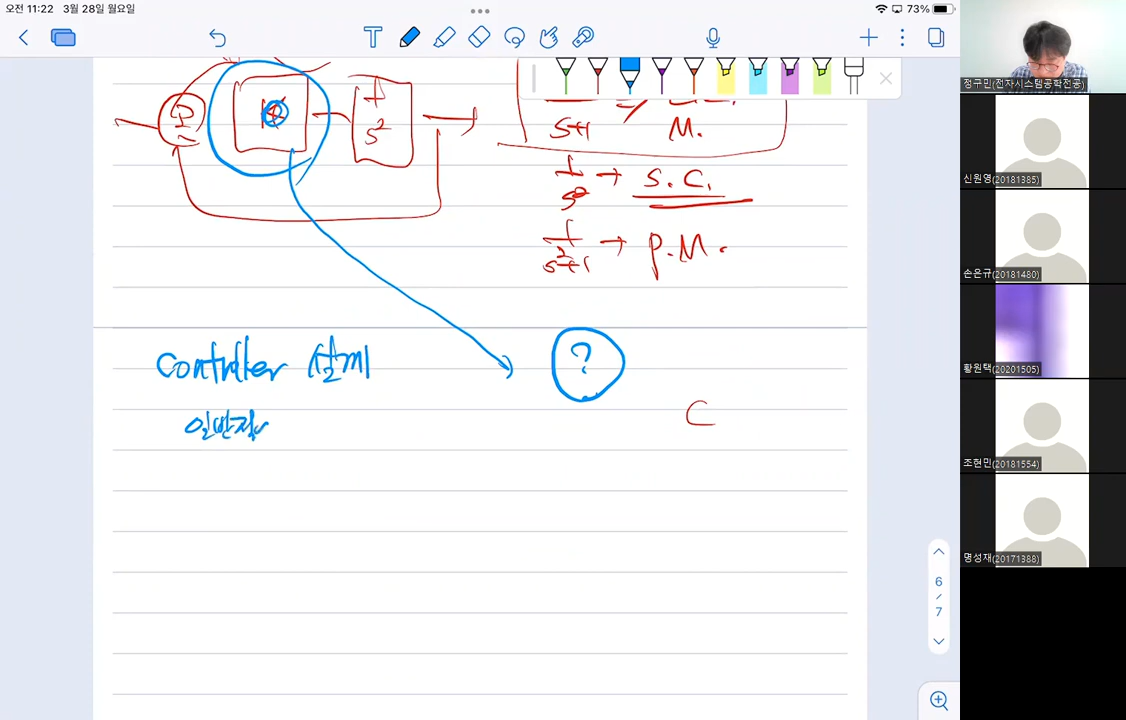 오전 11:22 3월 28일 월요일
73%
T
K
1
s²
s+1
M.
1
s²
→ S.C.
1
s²+1
→ P.M.
Controller 설계
?
일반적
C
6
/
7
정구민(전자시스템공학전공)
신원영(20181385)
손은규(20181480)
황원택(20201505)
조현민(20181554)
명성재(20171388)